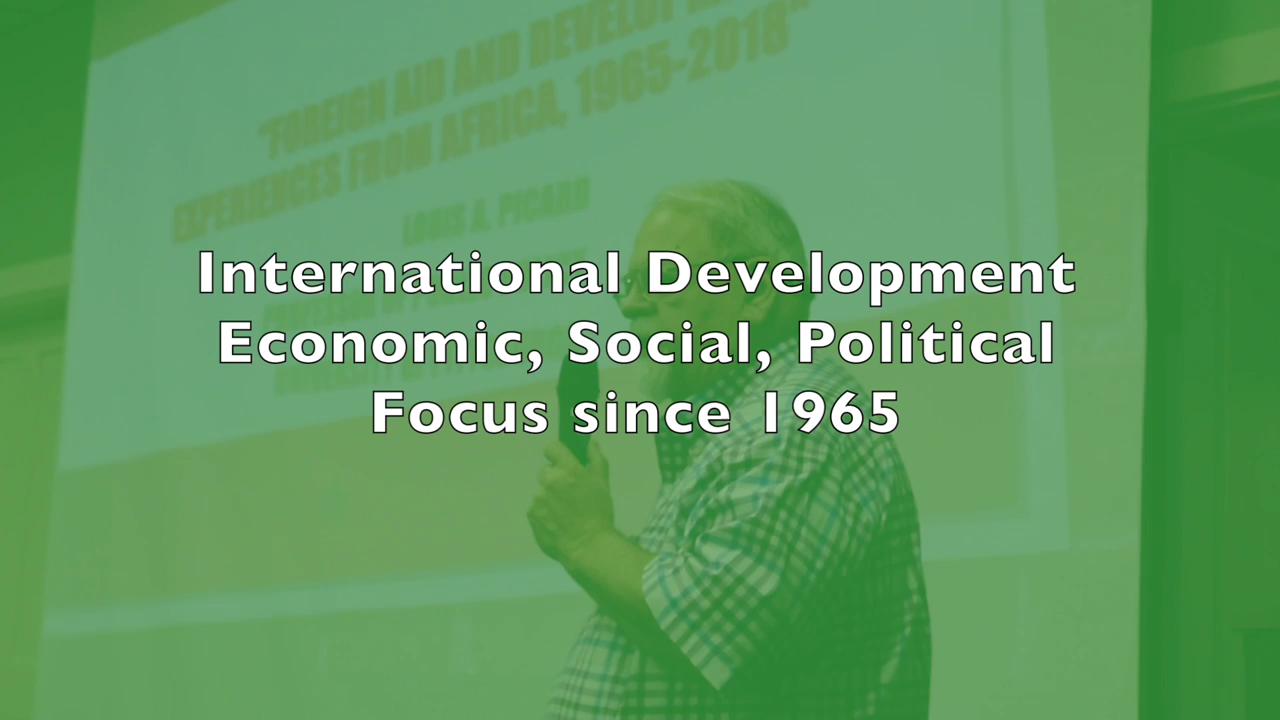 "FOREIGN AID AND
EXPERIENCES FROM AFRICA, 1965-2018"
LOUIS A. PICARD
International Development
Economic, Social, Political
Focus since 1965